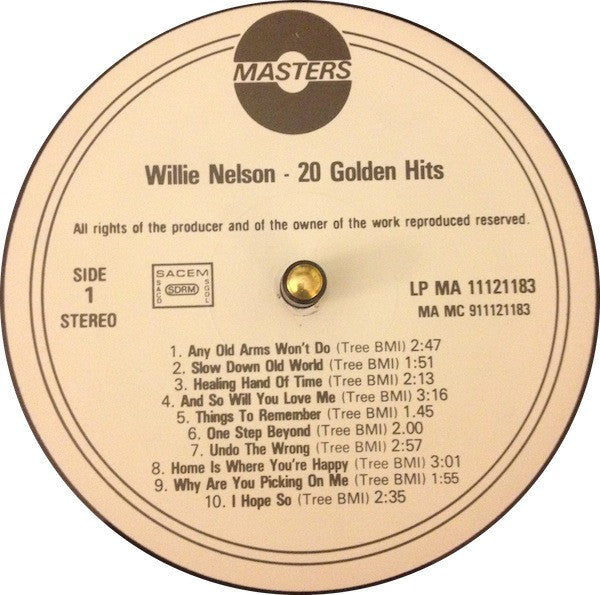 MASTERS
Willie Nelson - 20 Golden Hits
All rights of the producer and of the owner of the work reproduced reserved.
SIDE
1
STEREO
SACEM
SACD
SDRM
SGDL
LP MA 11121183
MA MC 911121183
1. Any Old Arms Won't Do (Tree BMI) 2:47
2. Slow Down Old World (Tree BMI) 1:51
3. Healing Hand Of Time (Tree BMI) 2:13
4. And So Will You Love Me (Tree BMI) 3:16
5. Things To Remember (Tree BMI) 1.45
6. One Step Beyond (Tree BMI) 2.00
7. Undo The Wrong (Tree BMI) 2:57
8. Home Is Where You're Happy (Tree BMI) 3:01
9. Why Are You Picking On Me (Tree BMI) 1:55
10. I Hope So (Tree BMI) 2:35